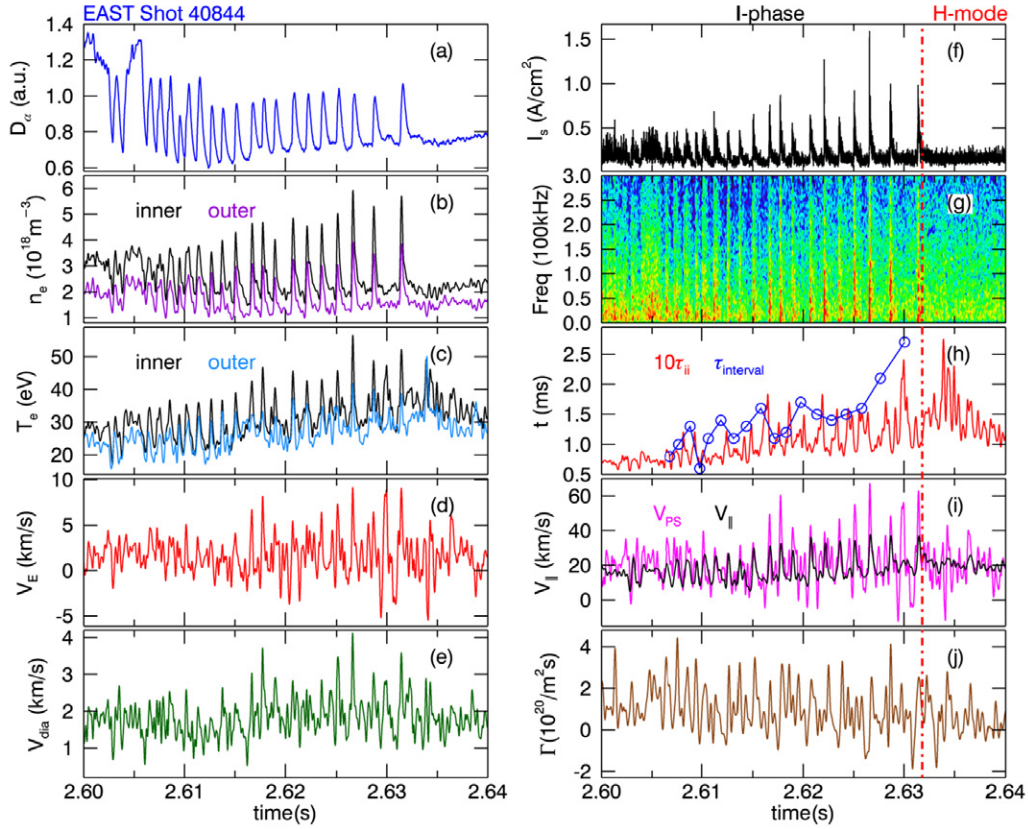 EAST Shot 40844
I-phase
H-mode
(a)
Dα (a.u.)
1.4
1.2
1.0
0.8
0.6
(b)
inner outer
ne (10^18m^-3)
6
5
4
3
2
1
(c)
inner outer
Te (eV)
50
40
30
20
(d)
VE (km/s)
10
5
0
-5
(e)
Vdia (km/s)
4
3
2
1
2.60 2.61 2.62 2.63 2.64
time(s)
(f)
Is (A/cm²)
1.5
1.0
0.5
(g)
Freq (100kHz)
3.0
2.5
2.0
1.5
1.0
0.5
0.0
(h)
10τii τinterval
t (ms)
2.5
2.0
1.5
1.0
0.5
(i)
VPS V||
V|| (km/s)
60
40
20
0
(j)
Γ(10^20/m²s)
4
2
0
-2
2.60 2.61 2.62 2.63 2.64
time(s)